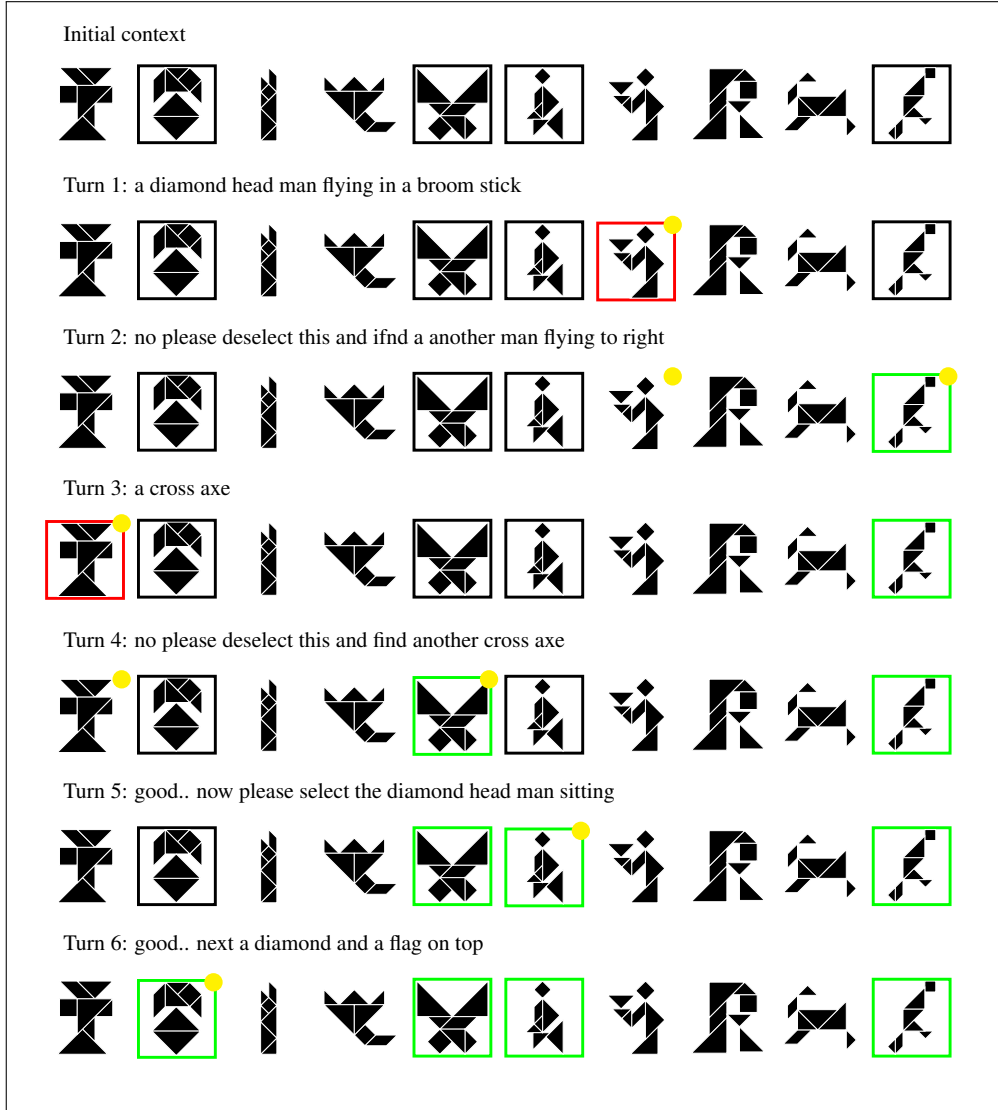 Initial context
Turn 1: a diamond head man flying in a broom stick
Turn 2: no please deselect this and ifnd a another man flying to right
Turn 3: a cross axe
Turn 4: no please deselect this and find another cross axe
Turn 5: good.. now please select the diamond head man sitting
Turn 6: good.. next a diamond and a flag on top